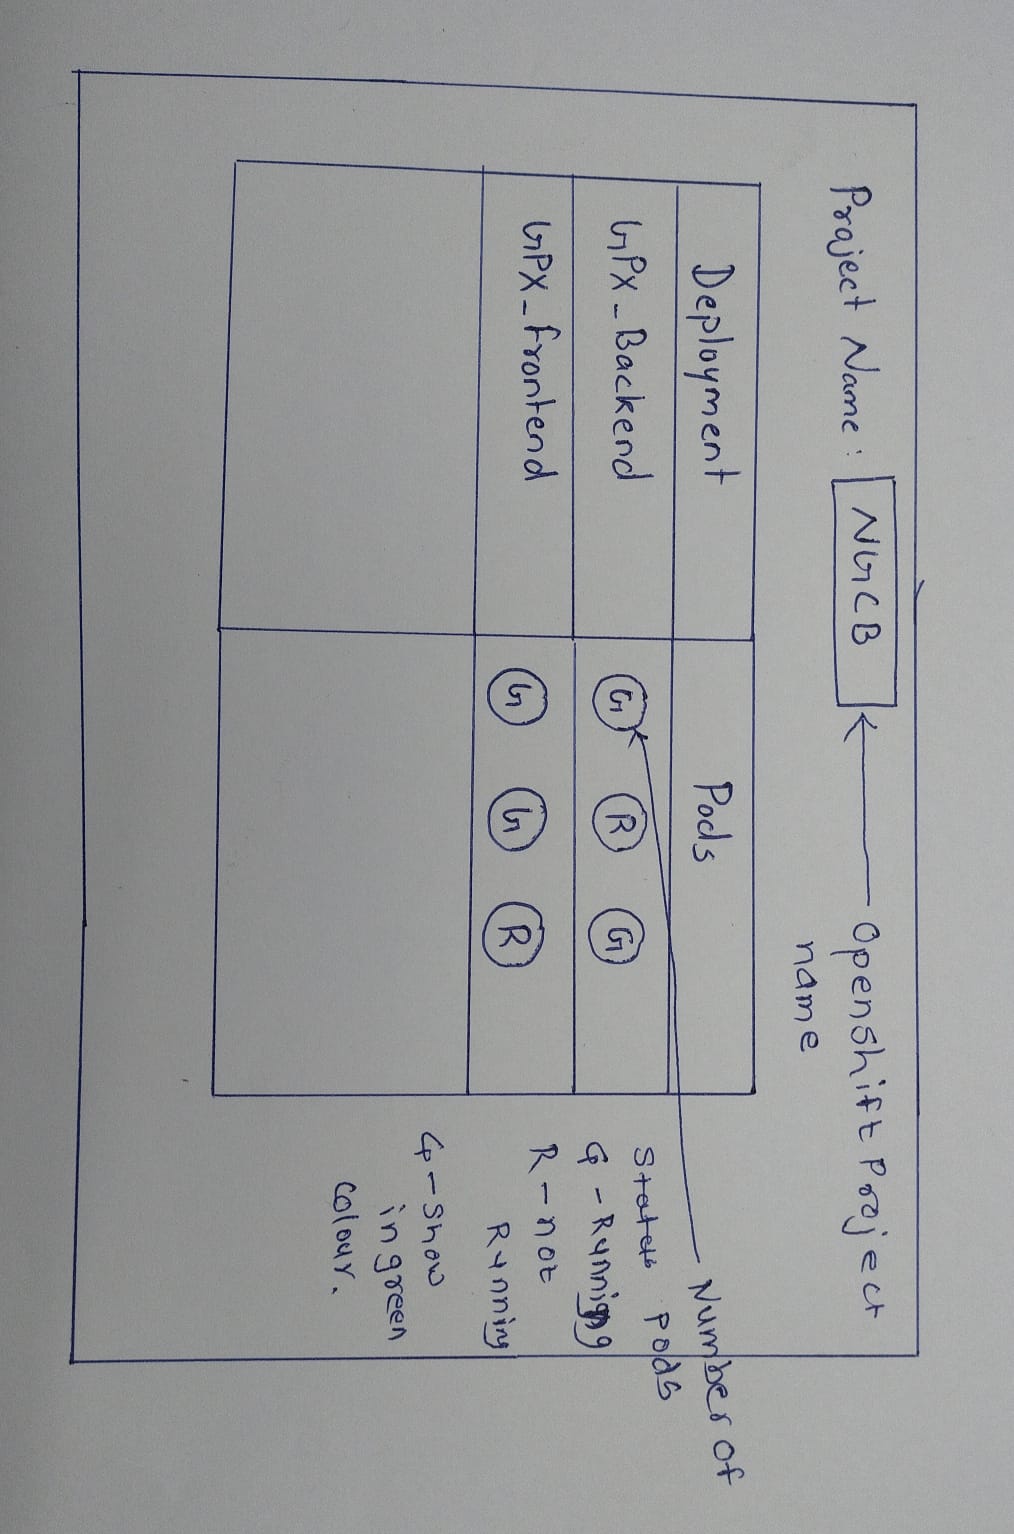 Project Name: NGCB
Openshift Project
name
Deployment
Pods
GPX_Backend
G R G
GPX_frontend
G G R
Number of
Pods
Status
G - Running
R - not
Running
G - Show
in green
Colour.